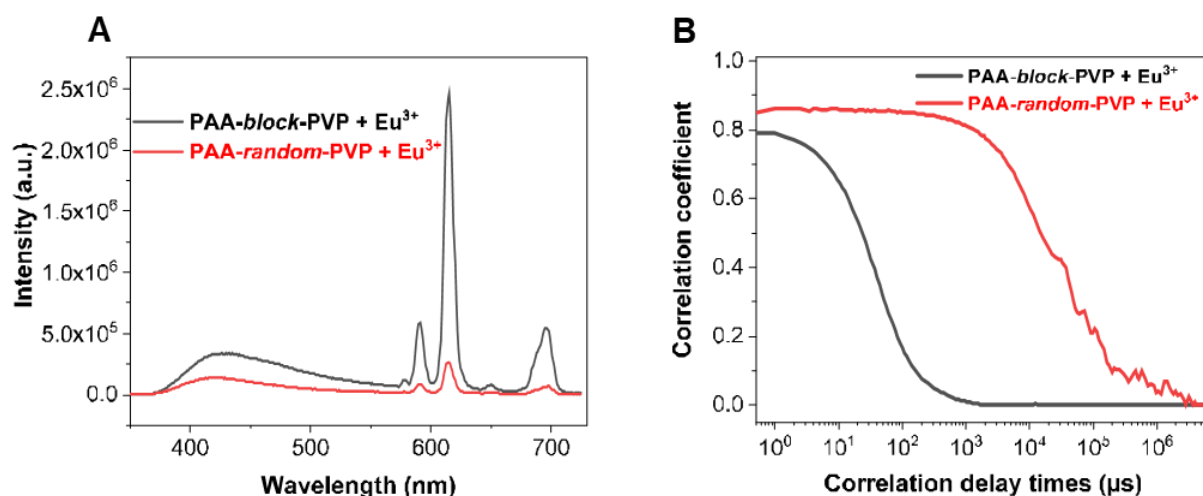 A
Intensity (a.u.)
2.5x10⁶
2.0x10⁶
1.5x10⁶
1.0x10⁶
5.0x10⁵
0.0
PAA-block-PVP + Eu³⁺
PAA-random-PVP + Eu³⁺
400
500
600
700
Wavelength (nm)
B
Correlation coefficient
1.0
0.8
0.6
0.4
0.2
0.0
PAA-block-PVP + Eu³⁺
PAA-random-PVP + Eu³⁺
10⁰
10¹
10²
10³
10⁴
10⁵
10⁶
Correlation delay times (µs)